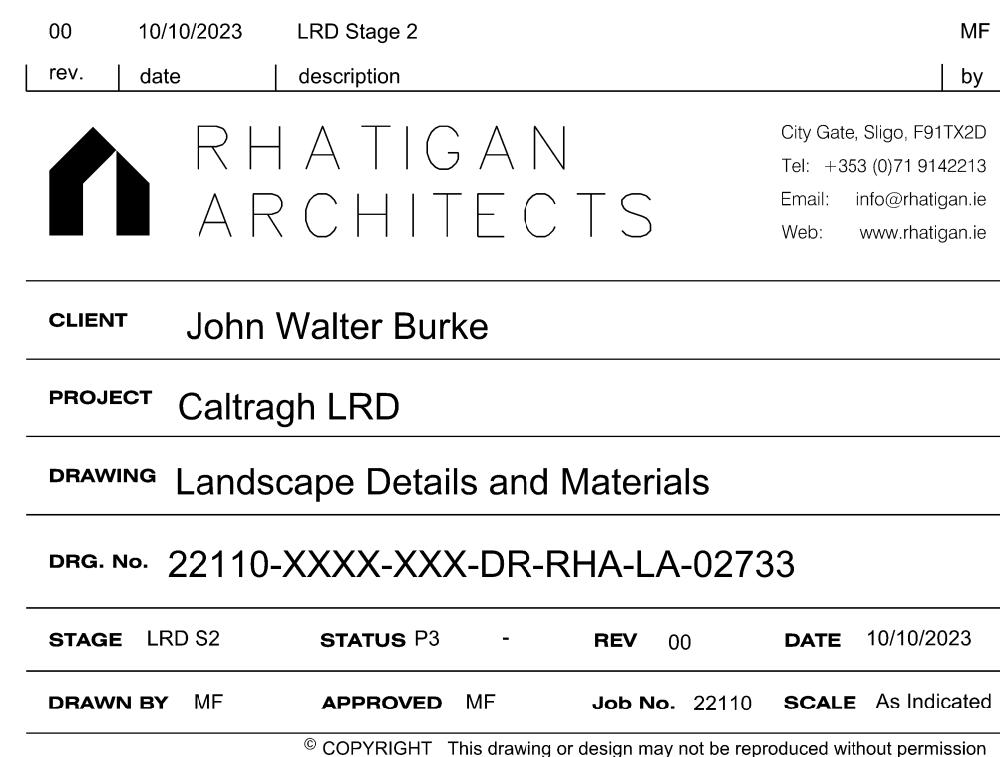 00 10/10/2023 LRD Stage 2 MF
rev. date description by
RHATIGAN
ARCHITECTS
City Gate, Sligo, F91TX2D
Tel: +353 (0)71 9142213
Email: info@rhatigan.ie
Web: www.rhatigan.ie
CLIENT John Walter Burke
PROJECT Caltragh LRD
DRAWING Landscape Details and Materials
DRG. No. 22110-XXXX-XXX-DR-RHA-LA-02733
STAGE LRD S2 STATUS P3 - REV 00 DATE 10/10/2023
DRAWN BY MF APPROVED MF Job No. 22110 SCALE As Indicated
© COPYRIGHT This drawing or design may not be reproduced without permission